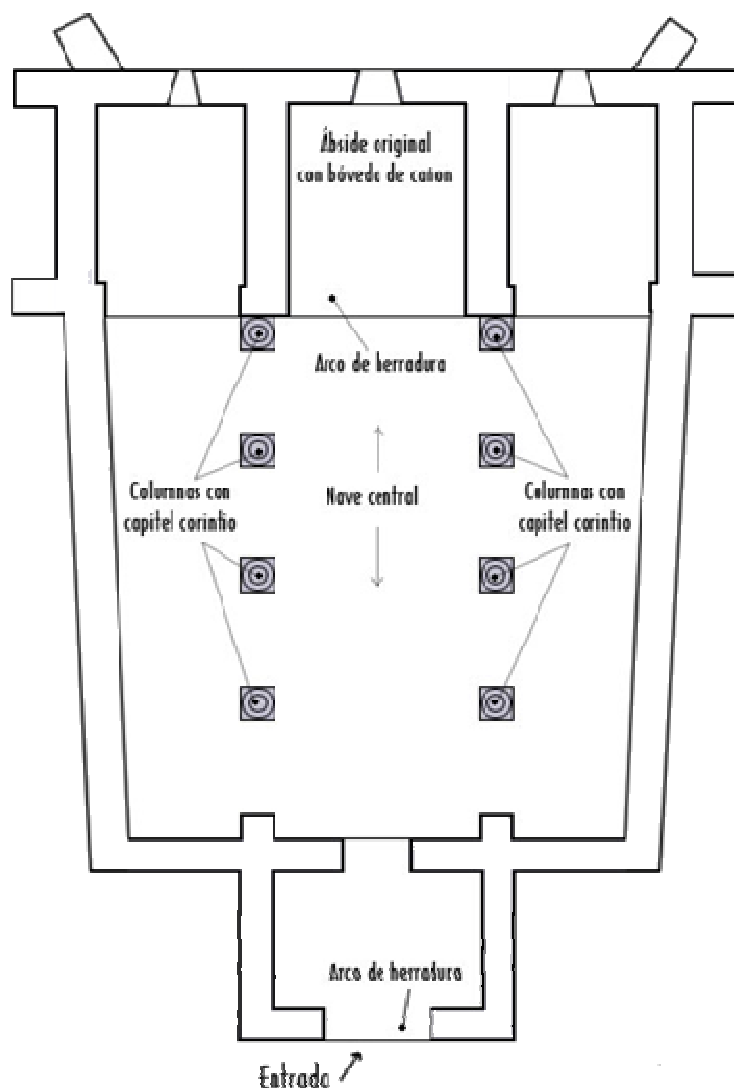 Ábside original
con bóveda de cañon
Arco de herradura
Columnas con
capitel corintio
Nave central
Columnas con
capitel corintio
Arco de herradura
Entrada